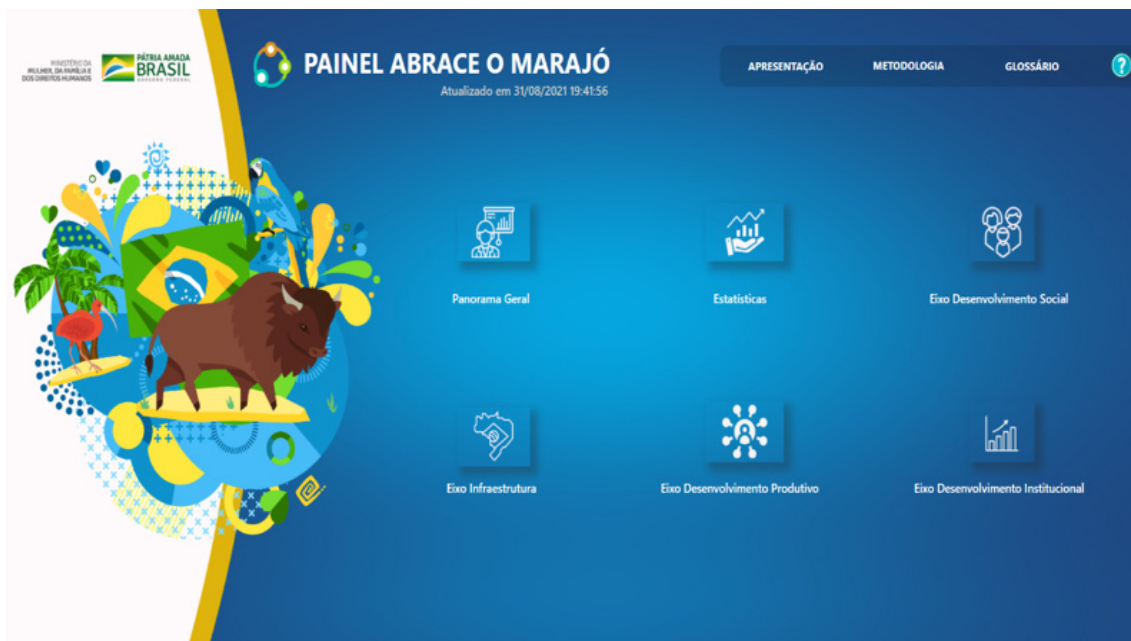 MINISTÉRIO DA
MULHER, DA FAMÍLIA E
DOS DIREITOS HUMANOS
PÁTRIA AMADA
BRASIL
GOVERNO FEDERAL
PAINEL ABRACE O MARAJÓ
Atualizado em 31/08/2021 19:41:56
APRESENTAÇÃO
METODOLOGIA
GLOSSÁRIO
?
Panorama Geral
Estatísticas
Eixo Desenvolvimento Social
Eixo Infraestrutura
Eixo Desenvolvimento Produtivo
Eixo Desenvolvimento Institucional